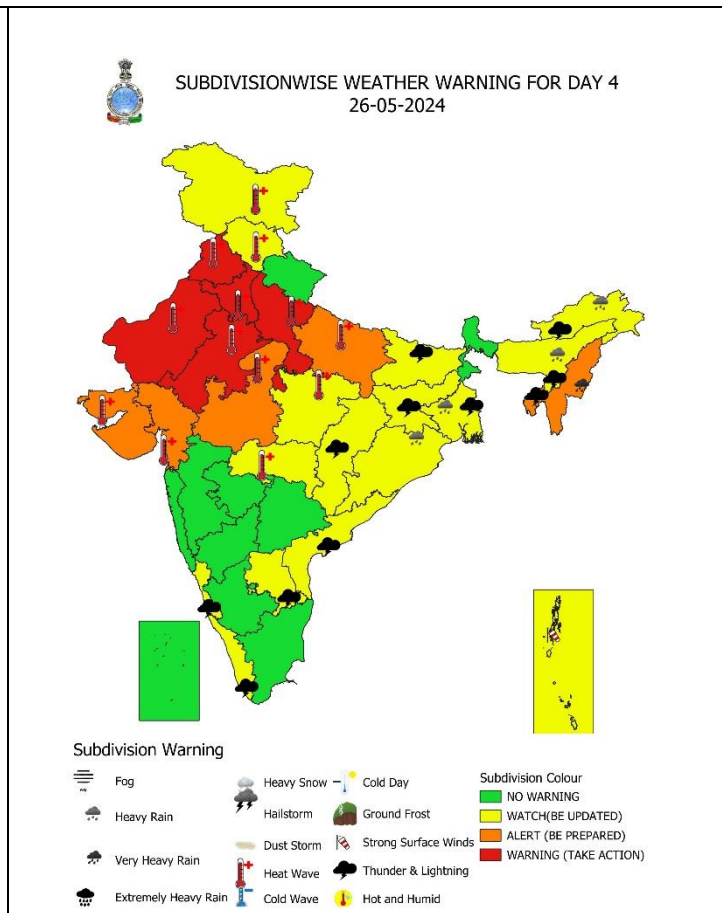 SUBDIVISIONWISE WEATHER WARNING FOR DAY 4
26-05-2024
Subdivision Warning
Fog
Heavy Rain
Very Heavy Rain
Extremely Heavy Rain
Heavy Snow
Hailstorm
Dust Storm
Heat Wave
Cold Wave
Cold Day
Ground Frost
Strong Surface Winds
Thunder & Lightning
Hot and Humid
Subdivision Colour
NO WARNING
WATCH(BE UPDATED)
ALERT (BE PREPARED)
WARNING (TAKE ACTION)